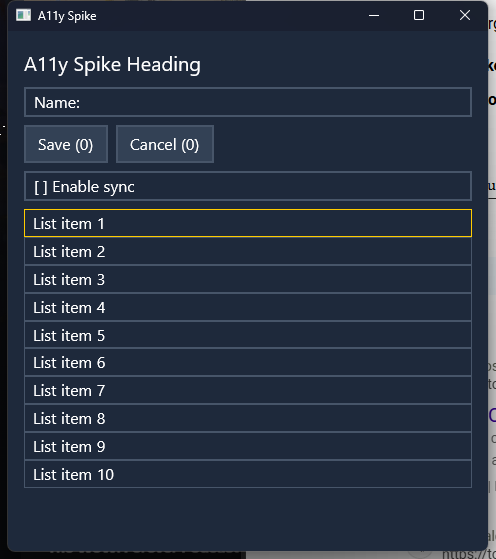 A11y Spike
A11y Spike Heading
Name:
Save (0)
Cancel (0)
[ ] Enable sync
List item 1
List item 2
List item 3
List item 4
List item 5
List item 6
List item 7
List item 8
List item 9
List item 10
https://to